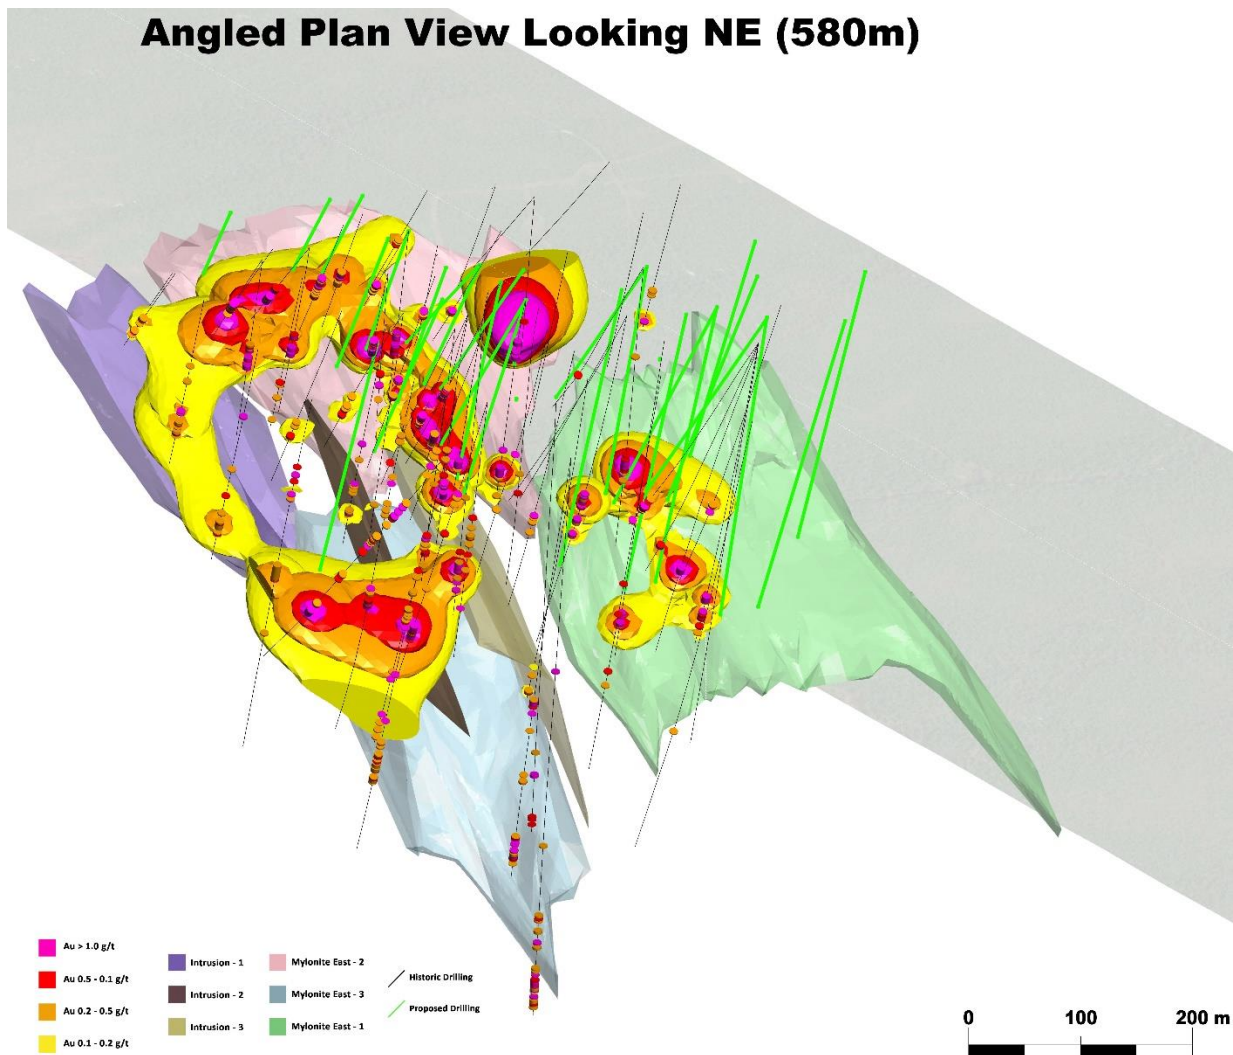 Angled Plan View Looking NE (580m)
Au > 1.0 g/t
Au 0.5 - 0.1 g/t
Au 0.2 - 0.5 g/t
Au 0.1 - 0.2 g/t
Intrusion - 1
Intrusion - 2
Intrusion - 3
Mylonite East - 2
Mylonite East - 3
Mylonite East - 1
Historic Drilling
Proposed Drilling
0 100 200 m